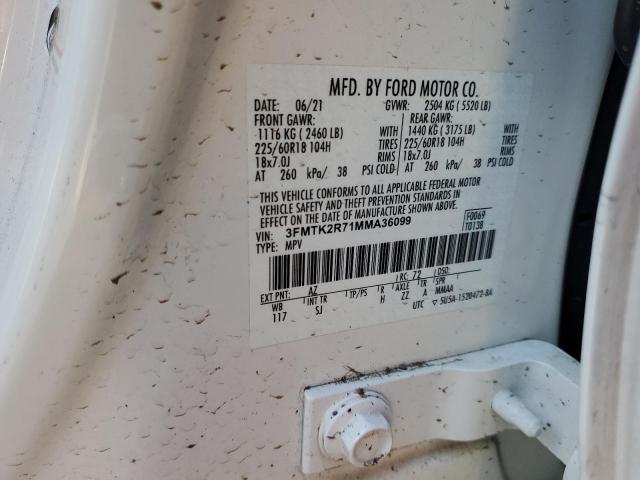 MFD. BY FORD MOTOR CO.
DATE: 06/21 GVWR: 2504 KG ( 5520 LB)
FRONT GAWR: REAR GAWR:
1116 KG ( 2460 LB) WITH 1440 KG ( 3175 LB) WITH
225/60R18 104H TIRES 225/60R18 104H TIRES
18x7.0J RIMS 18x7.0J RIMS
AT 260 kPa/ 38 PSI COLD AT 260 kPa/ 38 PSI COLD
THIS VEHICLE CONFORMS TO ALL APPLICABLE FEDERAL MOTOR
VEHICLE SAFETY AND THEFT PREVENTION STANDARDS IN
EFFECT ON THE DATE OF MANUFACTURE SHOWN ABOVE.
VIN: 3FMTK2R71MMA36099 F0069
TYPE: MPV T0138
EXT PNT: AZ RC: 72 DSO:
WB INT TR TP/PS R AXLE TR SPR
117 SJ H ZZ A MMAA
UTC ▽ 5U5A-1520472-BA